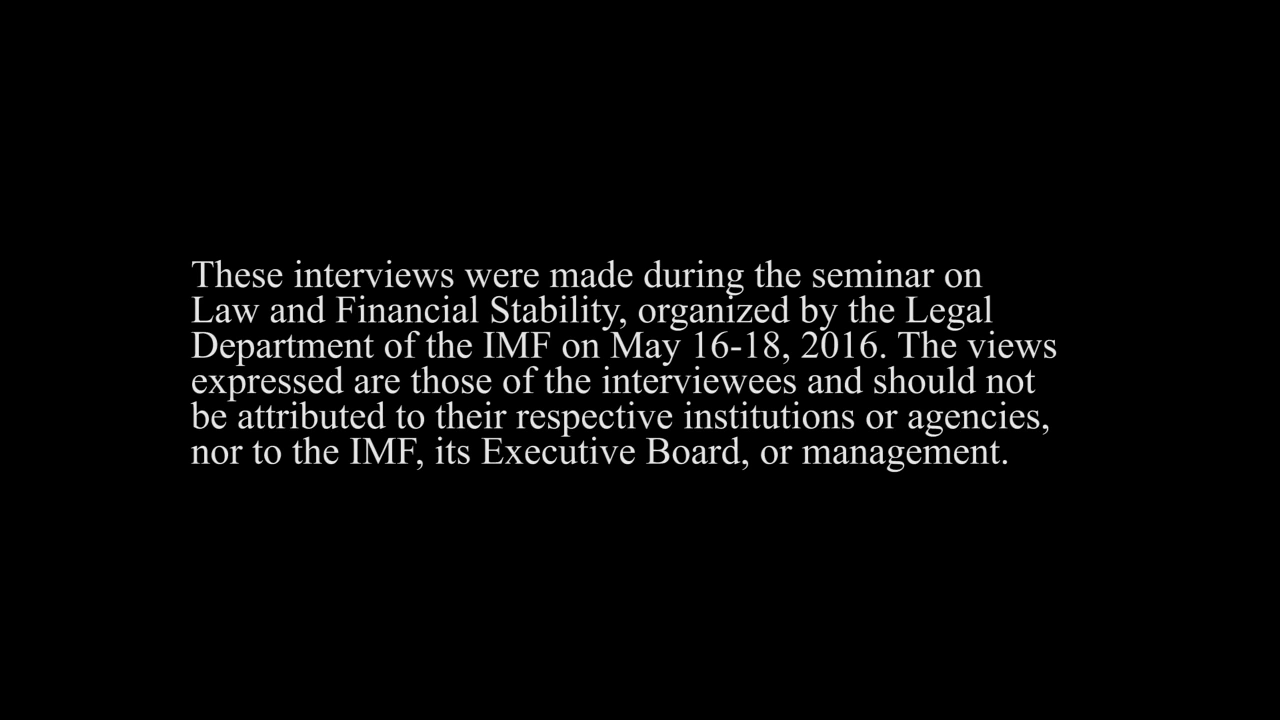 These interviews were made during the seminar on
Law and Financial Stability, organized by the Legal
Department of the IMF on May 16-18, 2016. The views
expressed are those of the interviewees and should not
be attributed to their respective institutions or agencies,
nor to the IMF, its Executive Board, or management.